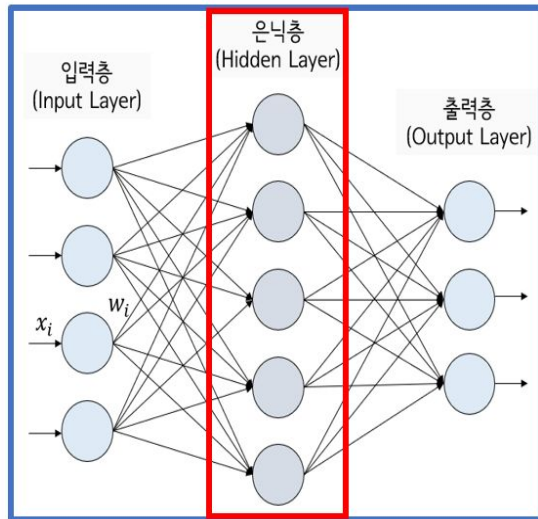 은닉층
(Hidden Layer)
입력층
(Input Layer)
출력층
(Output Layer)
x_i
w_i